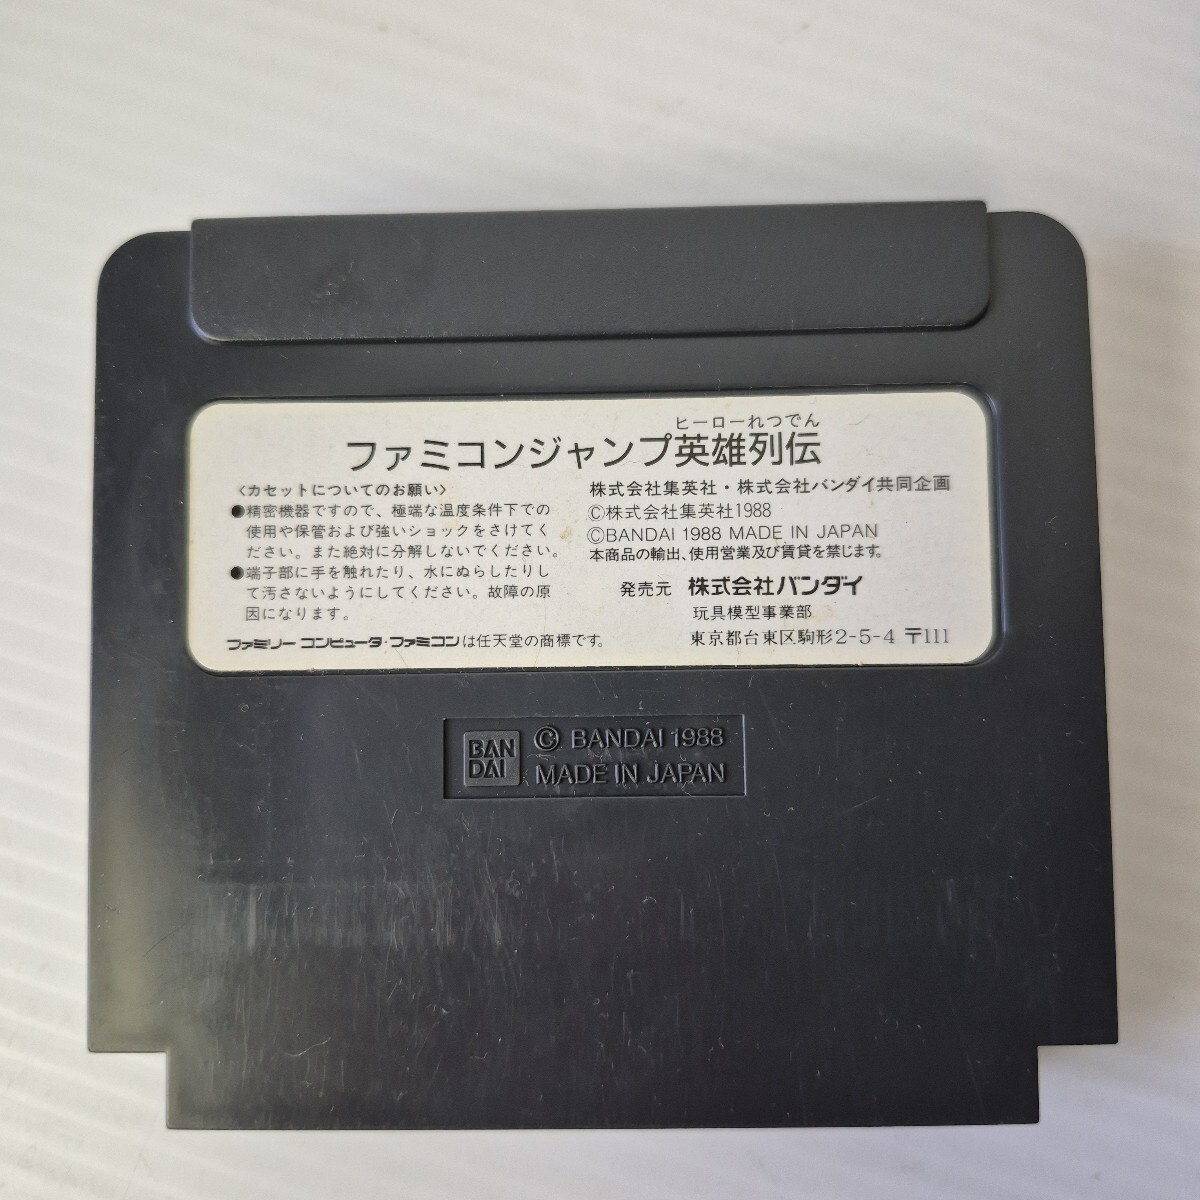 ヒーローれつでん
ファミコンジャンプ英雄列伝
〈カセットについてのお願い〉
●精密機器ですので、極端な温度条件下での
使用や保管および強いショックをさけてく
ださい。また絶対に分解しないでください。
●端子部に手を触れたり、水にぬらしたりし
て汚さないようにしてください。故障の原
因になります。
ファミリーコンピュータ・ファミコンは任天堂の商標です。
株式会社集英社・株式会社バンダイ共同企画
©株式会社集英社1988
©BANDAI 1988 MADE IN JAPAN
本商品の輸出、使用営業及び賃貸を禁じます。
発売元 株式会社バンダイ
玩具模型事業部
東京都台東区駒形2-5-4 〒111
BAN
DAI
© BANDAI 1988
MADE IN JAPAN